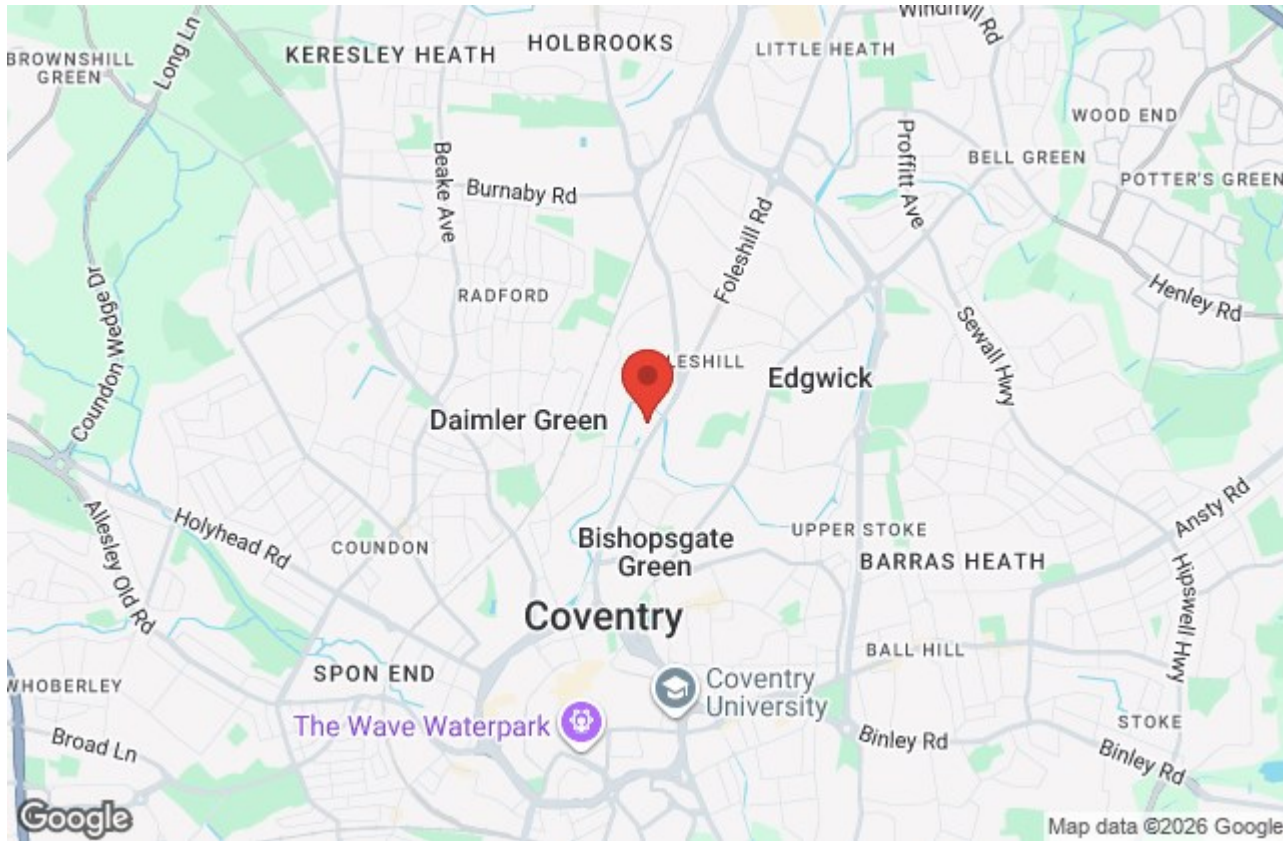 Windmill Rd
BROWNSHILL
GREEN
Long Ln
KERESLEY HEATH
HOLBROOKS
LITTLE HEATH
WOOD END
Proffitt Ave
BELL GREEN
POTTER'S GREEN
Beake Ave
Burnaby Rd
Foleshill Rd
Coundon Wedge Dr
RADFORD
Henley Rd
Sewall Hwy
LESHILL
Edgwick
Daimler Green
Allesley Old Rd
Holyhead Rd
COUNDON
Bishopsgate
Green
UPPER STOKE
BARRAS HEATH
Ansty Rd
Hipswell Hwy
Coventry
BALL HILL
SPON END
WHOBERLEY
Coventry
University
The Wave Waterpark
STOKE
Broad Ln
Binley Rd
Binley Rd
Google
Map data ©2026 Google